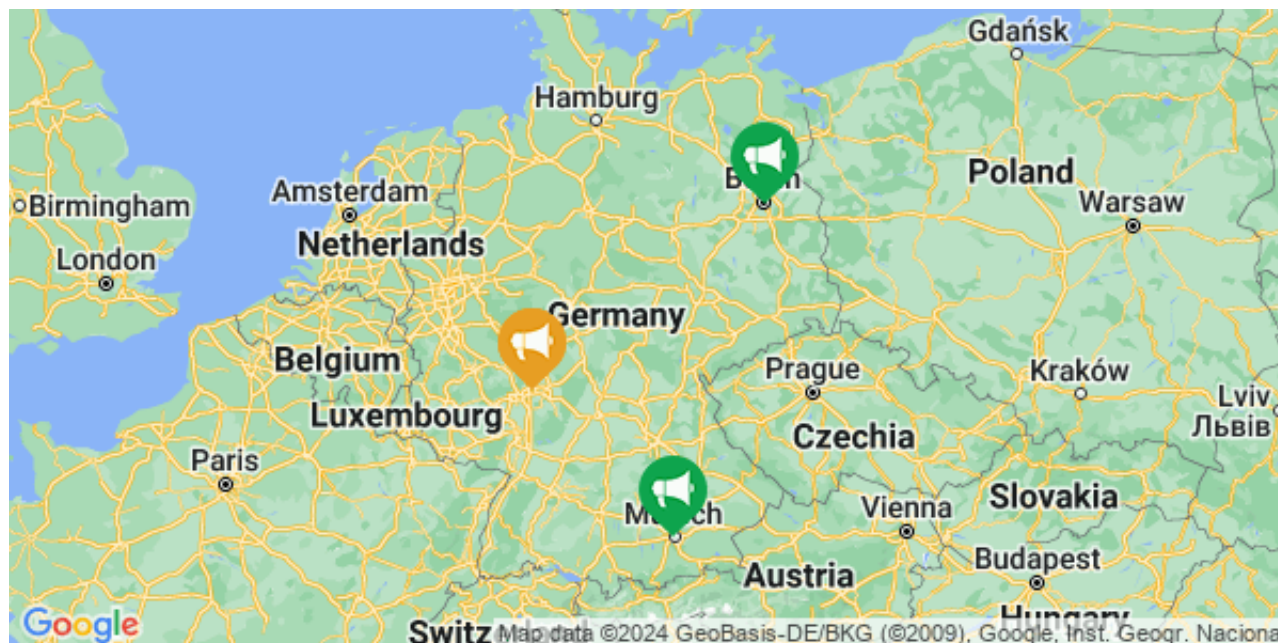 Gdańsk
Hamburg
Poland
Amsterdam
Birmingham
Warsaw
Netherlands
London
Germany
Belgium
Prague
Kraków
Lviv
Львів
Luxembourg
Czechia
Paris
Slovakia
Vienna
Budapest
Austria
Hungary
Google
Map data ©2024 GeoBasis-DE/BKG (©2009), Google, Inst. Geogr. Naciona